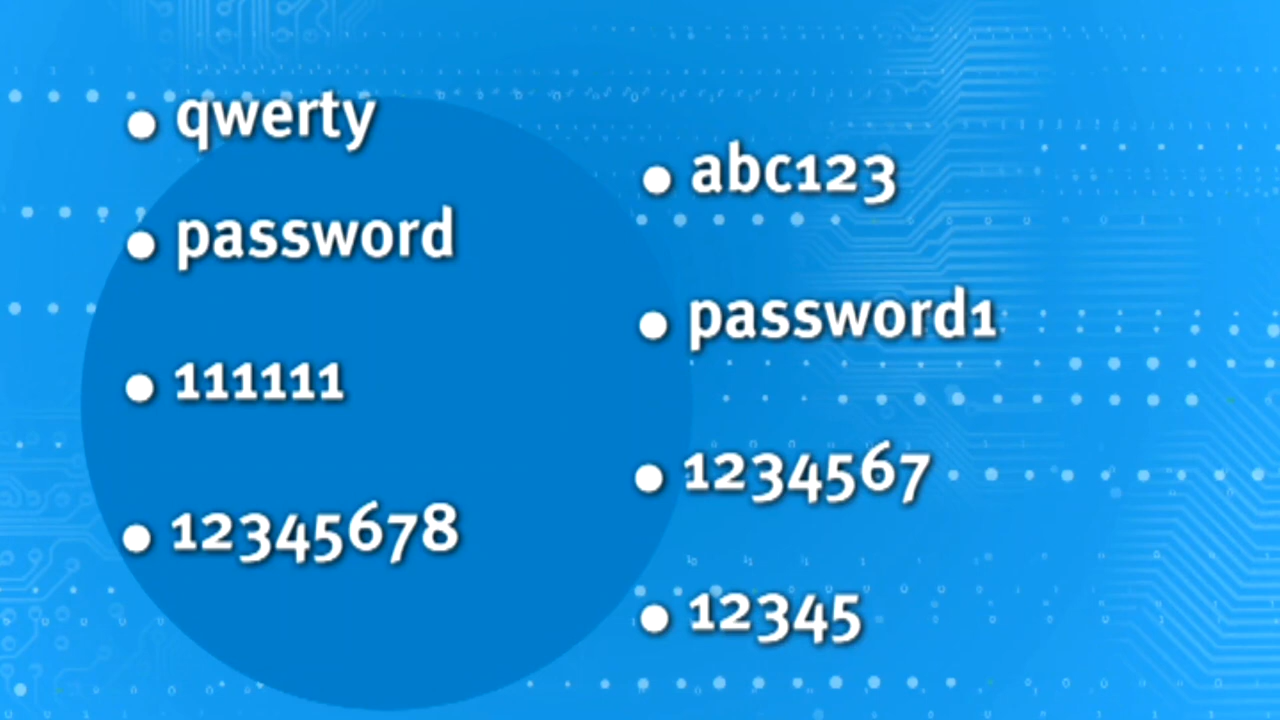 • qwerty
• password
• 111111
• 12345678
• abc123
• password1
• 1234567
• 12345